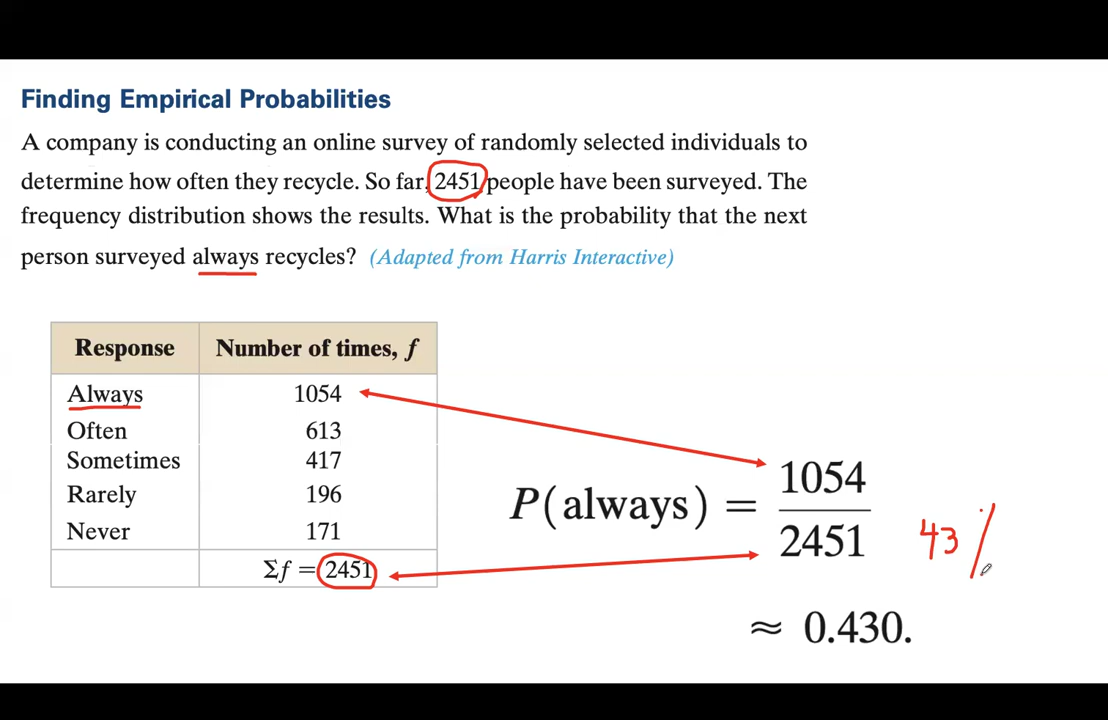 Finding Empirical Probabilities
A company is conducting an online survey of randomly selected individuals to
determine how often they recycle. So far, 2451 people have been surveyed. The
frequency distribution shows the results. What is the probability that the next
person surveyed always recycles? (Adapted from Harris Interactive)
Response Number of times, f
Always 1054
Often 613
Sometimes 417
Rarely 196
Never 171
Σf = 2451
P(always) = 1054/2451
43%
≈ 0.430.